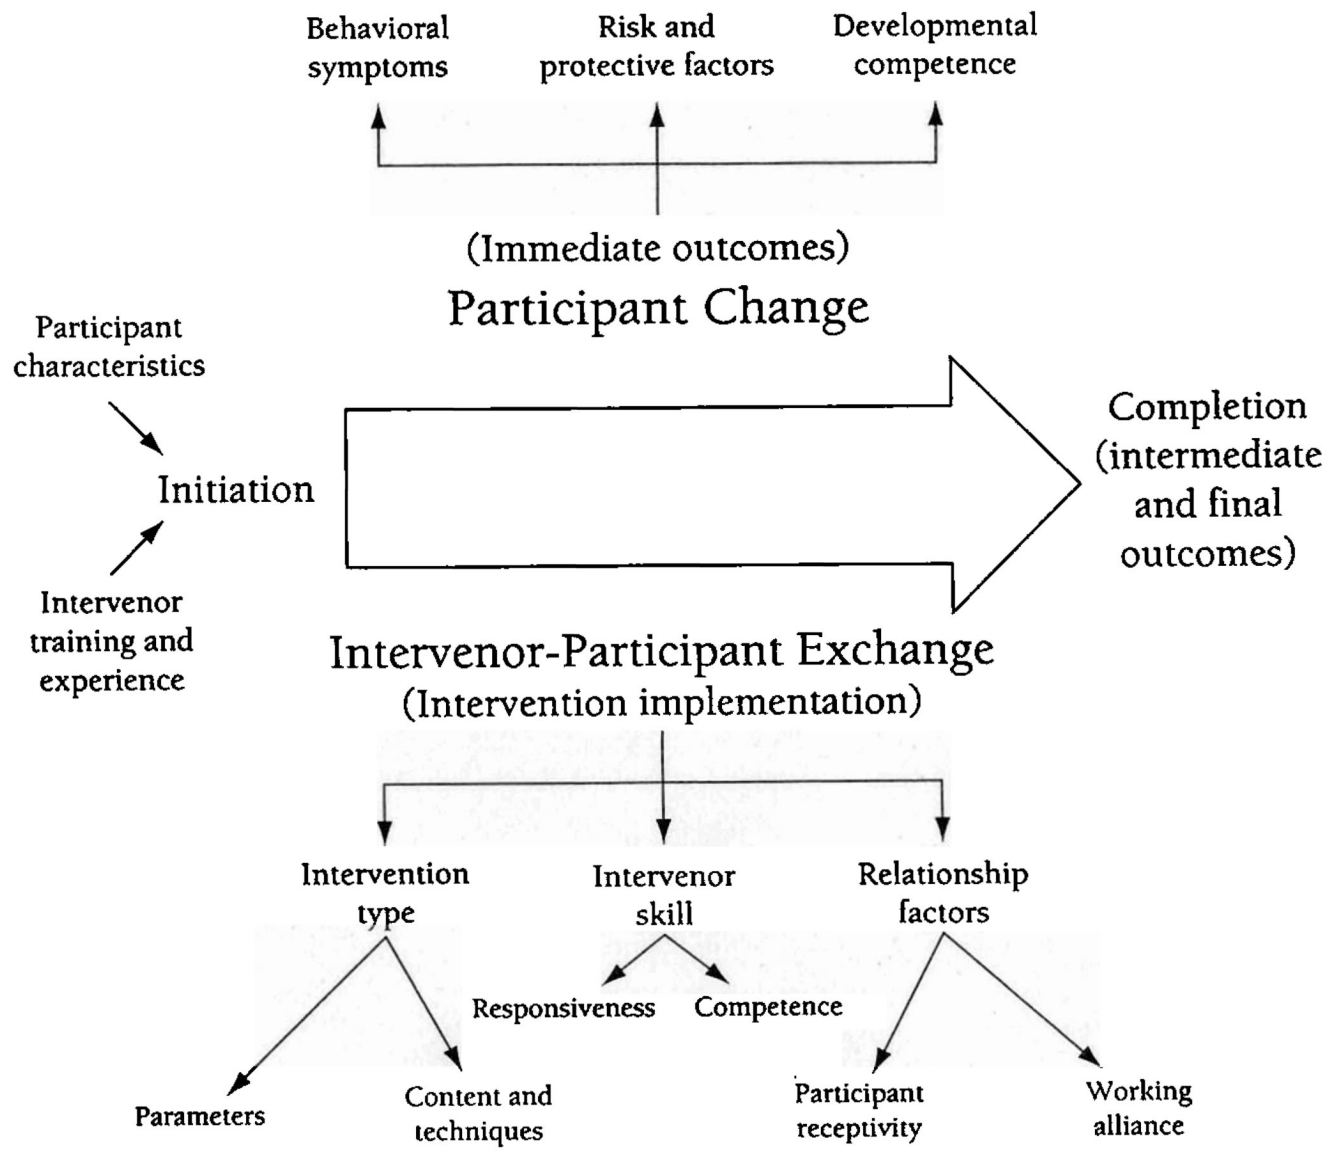 Behavioral
symptoms
Risk and
protective factors
Developmental
competence
(Immediate outcomes)
Participant Change
Participant
characteristics
Initiation
Intervenor
training and
experience
Completion
(intermediate
and final
outcomes)
Intervenor-Participant Exchange
(Intervention implementation)
Intervention
type
Intervenor
skill
Relationship
factors
Responsiveness
Competence
Parameters
Content and
techniques
Participant
receptivity
Working
alliance